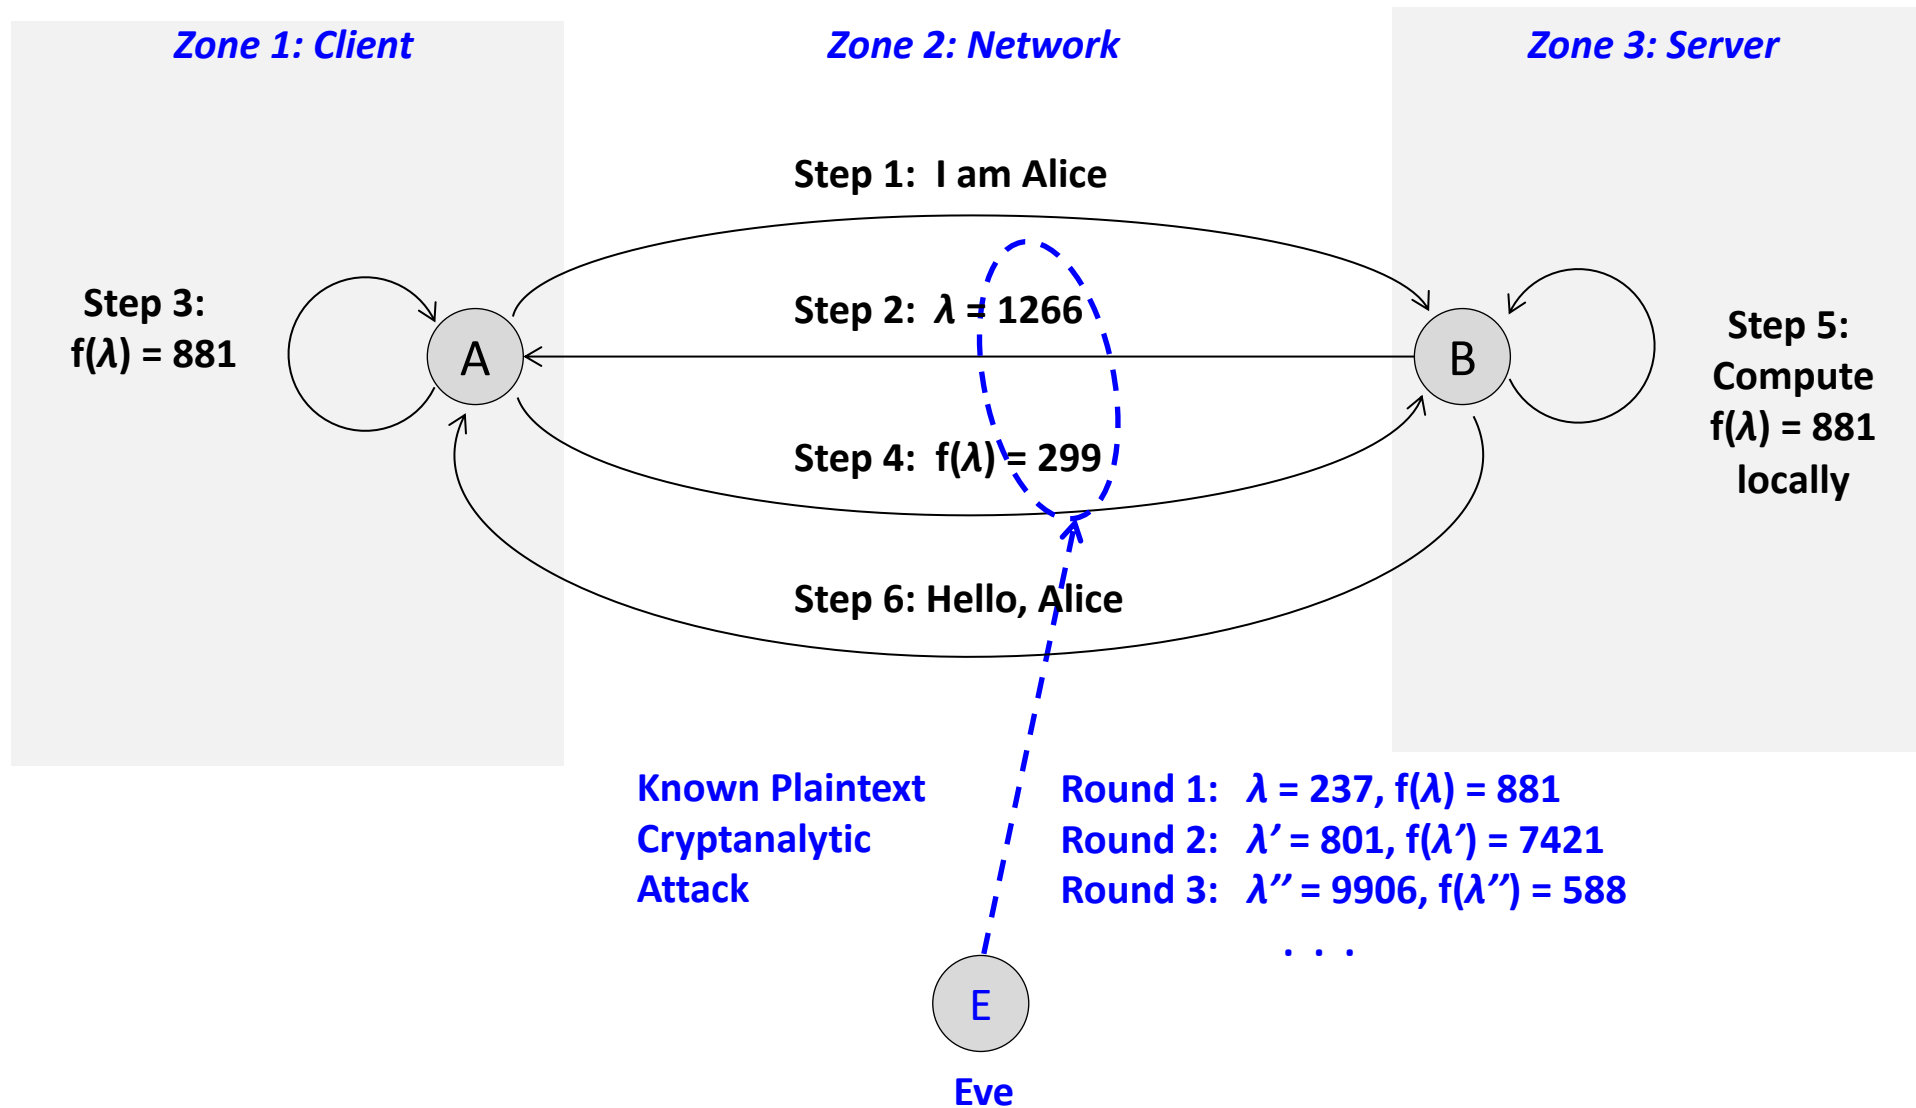 Zone 1: Client
Zone 2: Network
Zone 3: Server
Step 1: I am Alice
Step 2: λ = 1266
Step 3:
f(λ) = 881
A
B
Step 5:
Compute
f(λ) = 881
locally
Step 4: f(λ) = 299
Step 6: Hello, Alice
Known Plaintext
Cryptanalytic
Attack
Round 1: λ = 237, f(λ) = 881
Round 2: λ’ = 801, f(λ’) = 7421
Round 3: λ’’ = 9906, f(λ’’) = 588
. . .
E
Eve